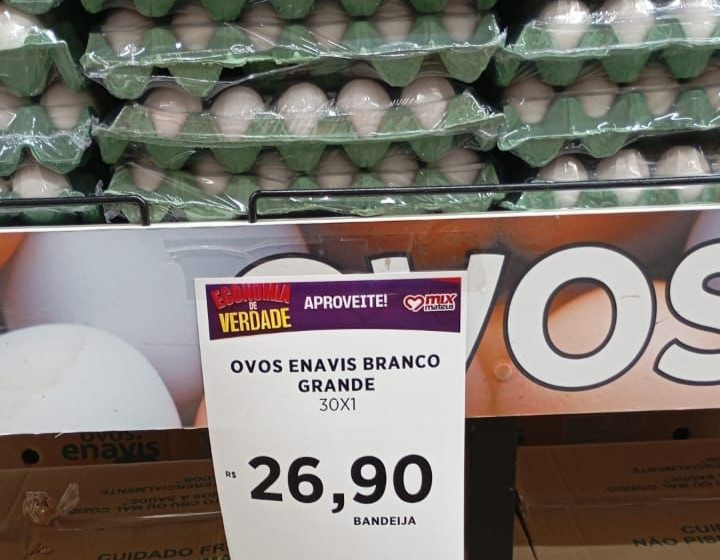 OVOS
ECONOMIA
DE
VERDADE
APROVEITE!
mix
mateus
OVOS ENAVIS BRANCO
GRANDE
30X1
R$ 26,90
BANDEIJA
ovos
enavis
CUIDADO FR
NÃO PIS